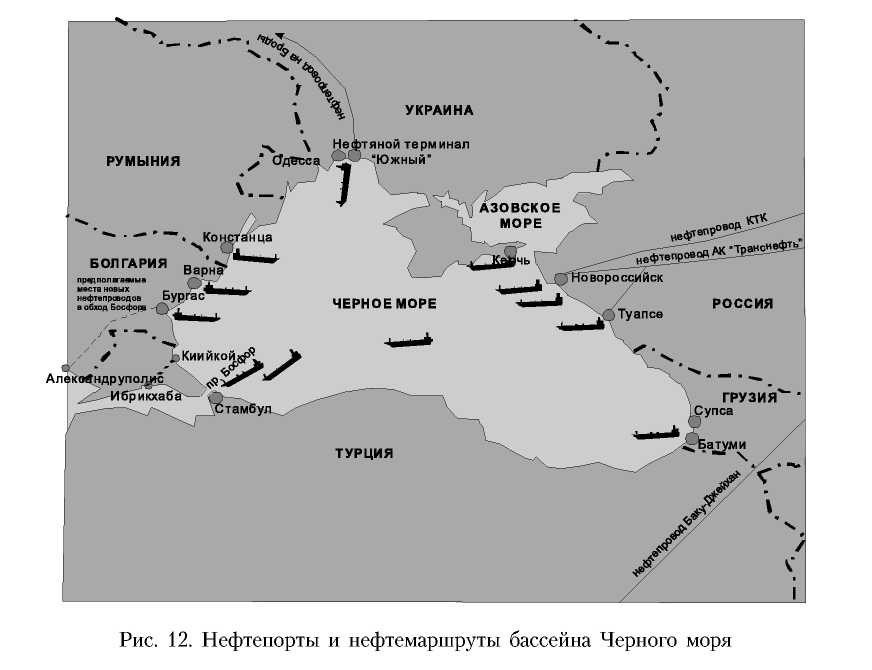 нефтепровод на Броды
УКРАИНА
Нефтяной терминал
"Южный"
Одесса
РУМЫНИЯ
АЗОВСКОЕ
МОРЕ
Констанца
Керчь
нефтепровод КТК
нефтепровод АК "Транснефть"
БОЛГАРИЯ
Варна
предполагаемые
места новых
нефтепроводов
в обход Босфора
Бургас
ЧЕРНОЕ МОРЕ
Новороссийск
РОССИЯ
Туапсе
Киийкой
пр. Босфор
Александруполис
Ибрикхаба
Стамбул
ГРУЗИЯ
Супса
Батуми
ТУРЦИЯ
нефтепровод Баку-Джейхан
Рис. 12. Нефтепорты и нефтемаршруты бассейна Черного моря